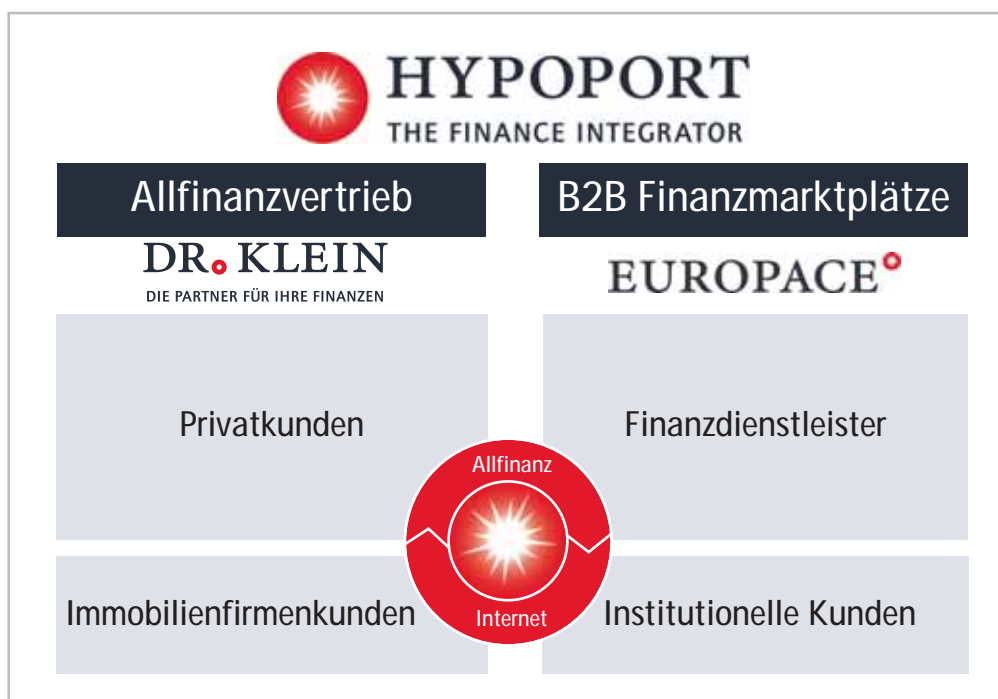 HYPOPORT
THE FINANCE INTEGRATOR
Allfinanzvertrieb
DR. KLEIN
DIE PARTNER FÜR IHRE FINANZEN
Privatkunden
Immobilienfirmenkunden
B2B Finanzmarktplätze
EUROPACE
Finanzdienstleister
Institutionelle Kunden
Allfinanz
Internet